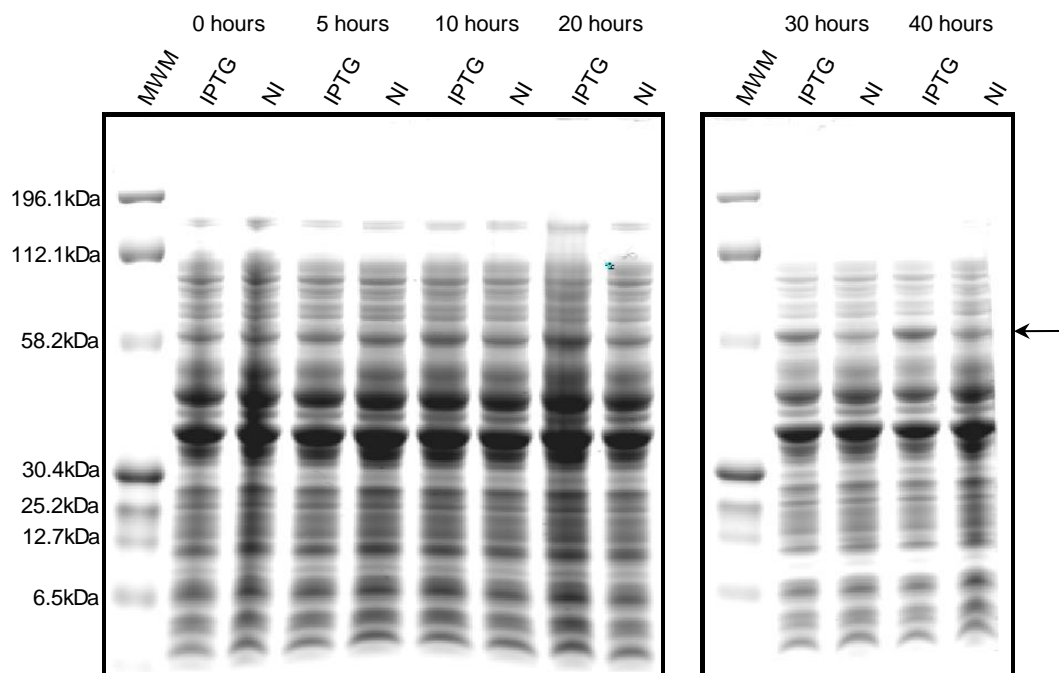 0 hours 5 hours 10 hours 20 hours 30 hours 40 hours
MWM IPTG NI IPTG NI IPTG NI IPTG NI MWM IPTG NI IPTG NI
196.1kDa
112.1kDa
58.2kDa
30.4kDa
25.2kDa
12.7kDa
6.5kDa